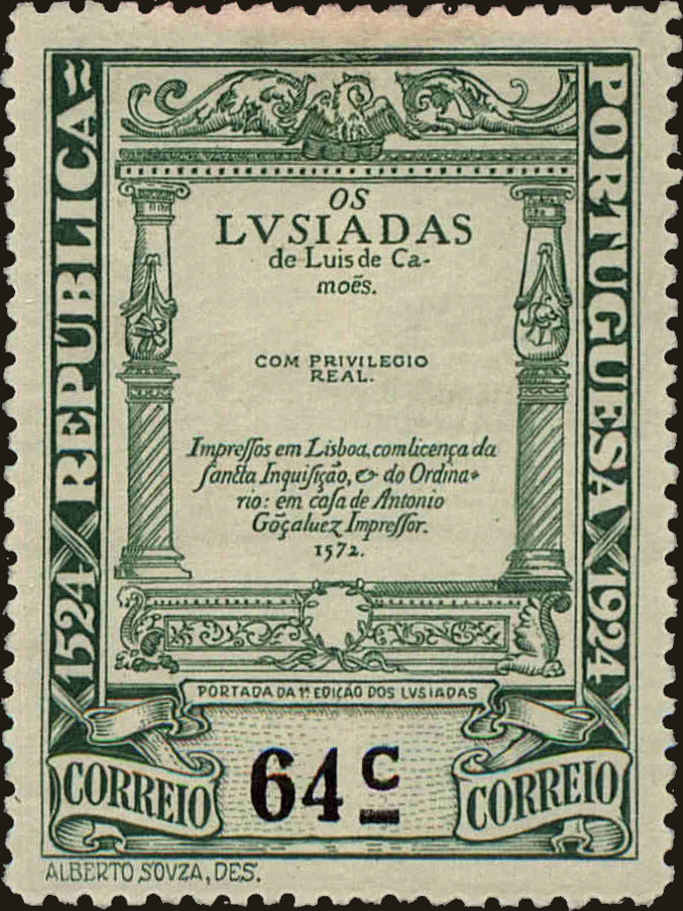 REPUBLICA
PORTUGUESA
1524
1924
OS
LVSIADAS
de Luis de Ca-
moẽs.
COM PRIVILEGIO
REAL.
Impreſſos em Lisboa, com licença da
ſancta Inquiſição, & do Ordina-
rio: em caſa de Antonio
Gõçaluez Impreſſor.
1572.
PORTADA DA 1ª EDIÇÃO DOS LVSIADAS
CORREIO
64 c
CORREIO
ALBERTO SOVZA, DES.